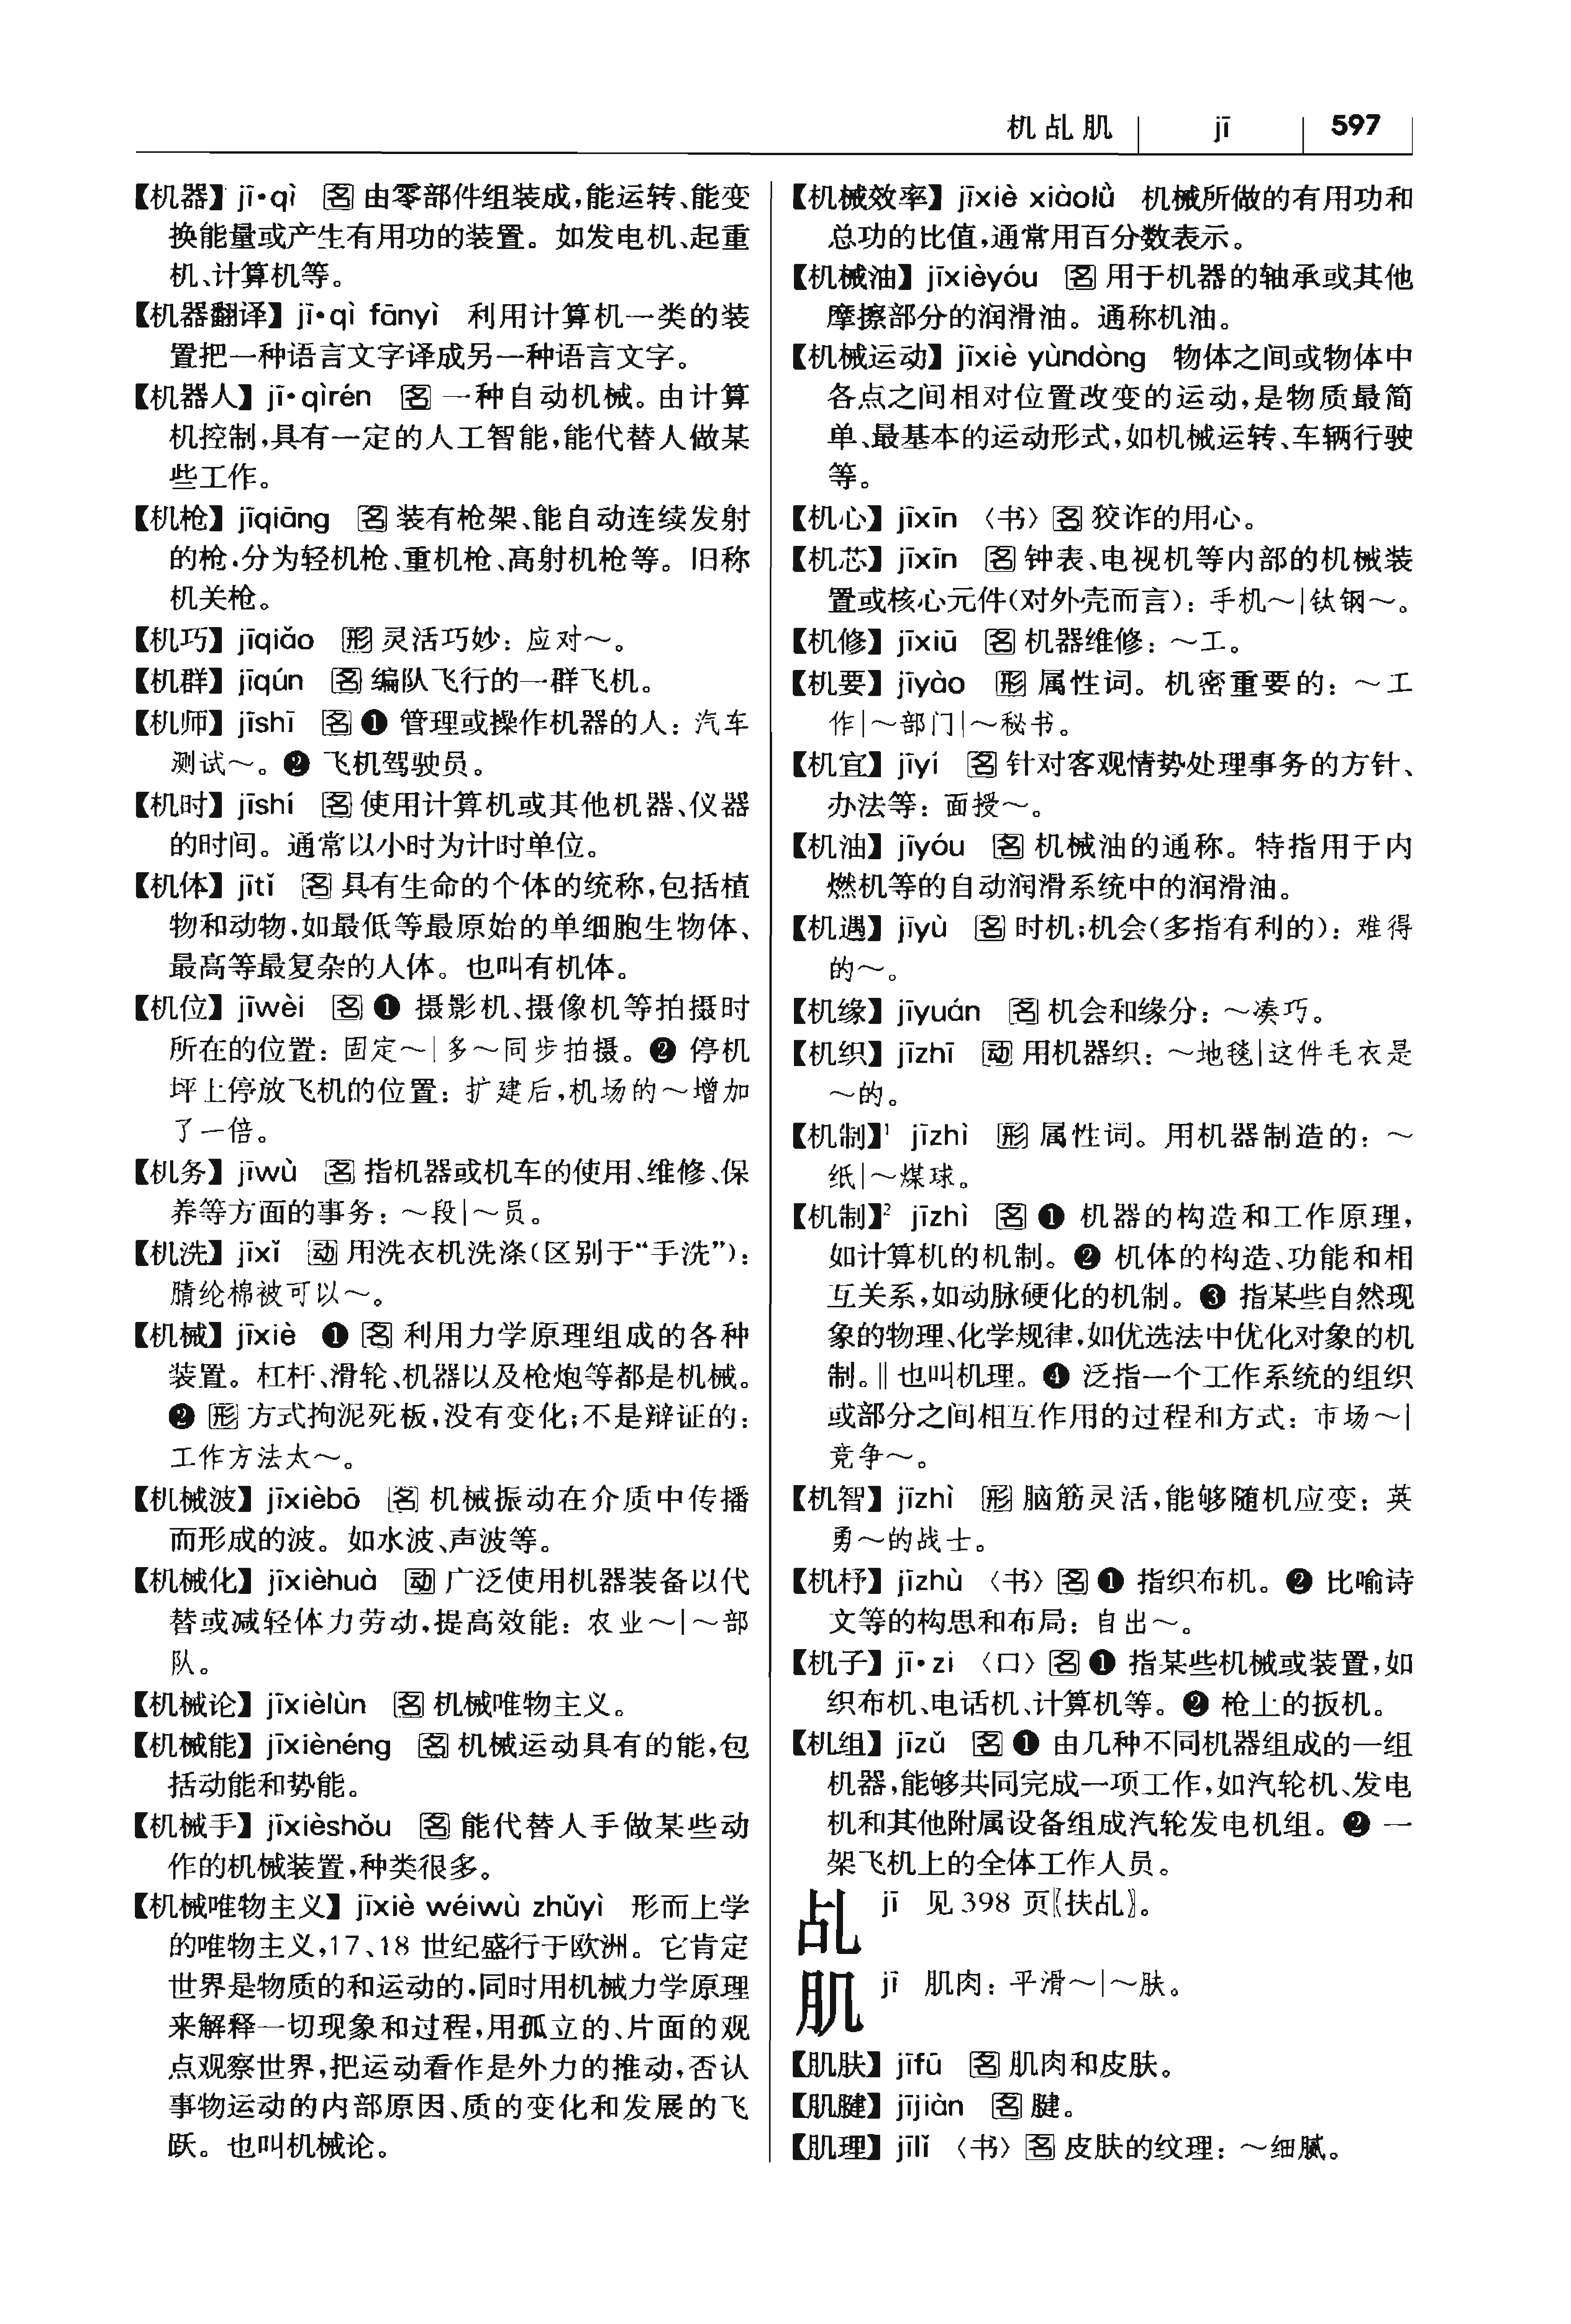 机乩肌 jī 597
【机器】 jī·qì 名 由零部件组装成,能运转、能变
换能量或产生有用功的装置。如发电机、起重
机、计算机等。
【机器翻译】 jī·qì fānyì 利用计算机一类的装
置把一种语言文字译成另一种语言文字。
【机器人】 jī·qìrén 名 一种自动机械。由计算
机控制,具有一定的人工智能,能代替人做某
些工作。
【机枪】 jīqiāng 名 装有枪架、能自动连续发射
的枪,分为轻机枪、重机枪、高射机枪等。旧称
机关枪。
【机巧】 jīqiǎo 形 灵活巧妙:应对~。
【机群】 jīqún 名 编队飞行的一群飞机。
【机师】 jīshī 名 ❶ 管理或操作机器的人:汽车
测试~。❷ 飞机驾驶员。
【机时】 jīshí 名 使用计算机或其他机器、仪器
的时间。通常以小时为计时单位。
【机体】 jītǐ 名 具有生命的个体的统称,包括植
物和动物,如最低等最原始的单细胞生物体、
最高等最复杂的人体。也叫有机体。
【机位】 jīwèi 名 ❶ 摄影机、摄像机等拍摄时
所在的位置:固定~|多~同步拍摄。❷ 停机
坪上停放飞机的位置:扩建后,机场的~增加
了一倍。
【机务】 jīwù 名 指机器或机车的使用、维修、保
养等方面的事务:~段|~员。
【机洗】 jīxǐ 动 用洗衣机洗涤(区别于“手洗”):
腈纶棉被可以~。
【机械】 jīxiè ❶ 名 利用力学原理组成的各种
装置。杠杆、滑轮、机器以及枪炮等都是机械。
❷ 形 方式拘泥死板,没有变化;不是辩证的:
工作方法太~。
【机械波】 jīxièbō 名 机械振动在介质中传播
而形成的波。如水波、声波等。
【机械化】 jīxièhuà 动 广泛使用机器装备以代
替或减轻体力劳动,提高效能:农业~|~部
队。
【机械论】 jīxièlùn 名 机械唯物主义。
【机械能】 jīxiènéng 名 机械运动具有的能,包
括动能和势能。
【机械手】 jīxièshǒu 名 能代替人手做某些动
作的机械装置,种类很多。
【机械唯物主义】 jīxiè wéiwù zhǔyì 形而上学
的唯物主义,17、18 世纪盛行于欧洲。它肯定
世界是物质的和运动的,同时用机械力学原理
来解释一切现象和过程,用孤立的、片面的观
点观察世界,把运动看作是外力的推动,否认
事物运动的内部原因、质的变化和发展的飞
跃。也叫机械论。
【机械效率】 jīxiè xiàolǜ 机械所做的有用功和
总功的比值,通常用百分数表示。
【机械油】 jīxièyóu 名 用于机器的轴承或其他
摩擦部分的润滑油。通称机油。
【机械运动】 jīxiè yùndòng 物体之间或物体中
各点之间相对位置改变的运动,是物质最简
单、最基本的运动形式,如机械运转、车辆行驶
等。
【机心】 jīxīn 〈书〉名 狡诈的用心。
【机芯】 jīxīn 名 钟表、电视机等内部的机械装
置或核心元件(对外壳而言):手机~|钛钢~。
【机修】 jīxiū 名 机器维修:~工。
【机要】 jīyào 形 属性词。机密重要的:~工
作|~部门|~秘书。
【机宜】 jīyí 名 针对客观情势处理事务的方针、
办法等:面授~。
【机油】 jīyóu 名 机械油的通称。特指用于内
燃机等的自动润滑系统中的润滑油。
【机遇】 jīyù 名 时机;机会(多指有利的):难得
的~。
【机缘】 jīyuán 名 机会和缘分:~凑巧。
【机织】 jīzhī 动 用机器织:~地毯|这件毛衣是
~的。
【机制】¹ jīzhì 形 属性词。用机器制造的:~
纸|~煤球。
【机制】² jīzhì 名 ❶ 机器的构造和工作原理,
如计算机的机制。❷ 机体的构造、功能和相
互关系,如动脉硬化的机制。❸ 指某些自然现
象的物理、化学规律,如优选法中优化对象的机
制。‖也叫机理。❹ 泛指一个工作系统的组织
或部分之间相互作用的过程和方式:市场~|
竞争~。
【机智】 jīzhì 形 脑筋灵活,能够随机应变:英
勇~的战士。
【机杼】 jīzhù 〈书〉名 ❶ 指织布机。❷ 比喻诗
文等的构思和布局:自出~。
【机子】 jī·zi 〈口〉名 ❶ 指某些机械或装置,如
织布机、电话机、计算机等。❷ 枪上的扳机。
【机组】 jīzǔ 名 ❶ 由几种不同机器组成的一组
机器,能够共同完成一项工作,如汽轮机、发电
机和其他附属设备组成汽轮发电机组。❷ 一
架飞机上的全体工作人员。
乩 jī 见 398 页〖扶乩〗。
肌 jī 肌肉:平滑~|~肤。
【肌肤】 jīfū 名 肌肉和皮肤。
【肌腱】 jījiàn 名 腱。
【肌理】 jīlǐ 〈书〉名 皮肤的纹理:~细腻。